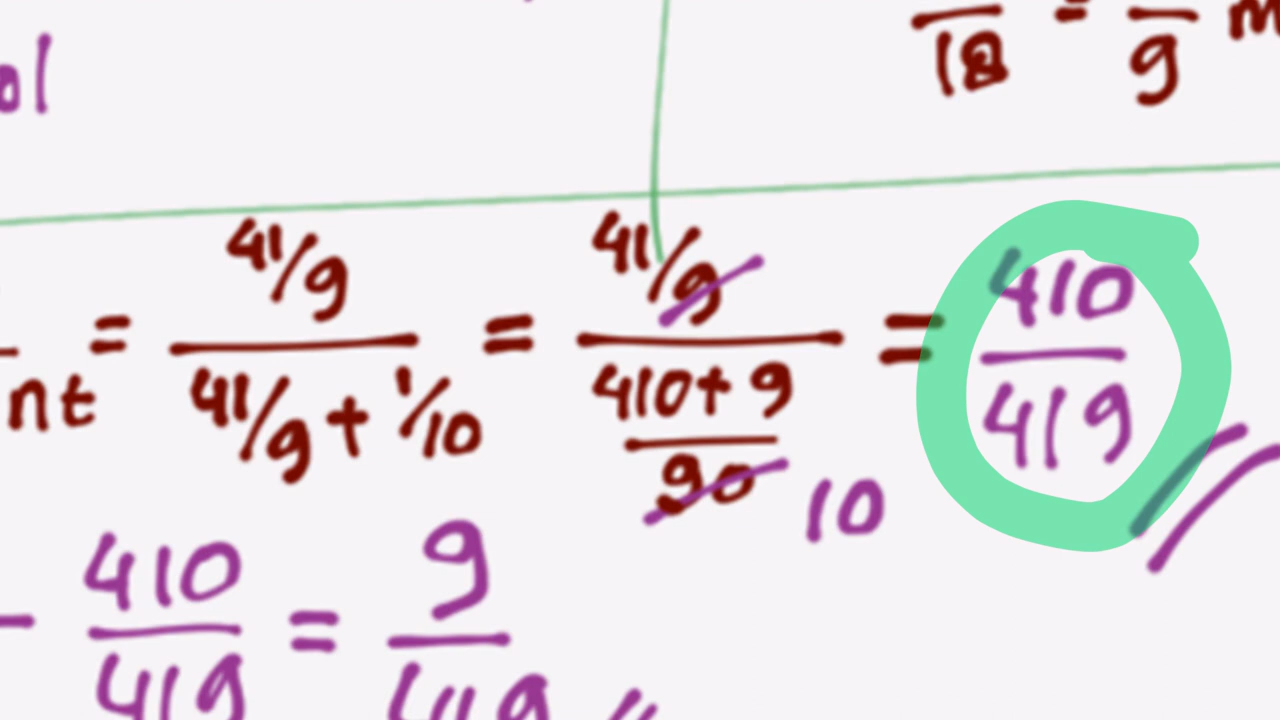 ol
18 = 9 m
nt = 41/9 / (41/9 + 1/10) = 41/9 / ((410 + 9) / 90) 10 = 410 / 419 //
- 410 / 419 = 9 / 419 //